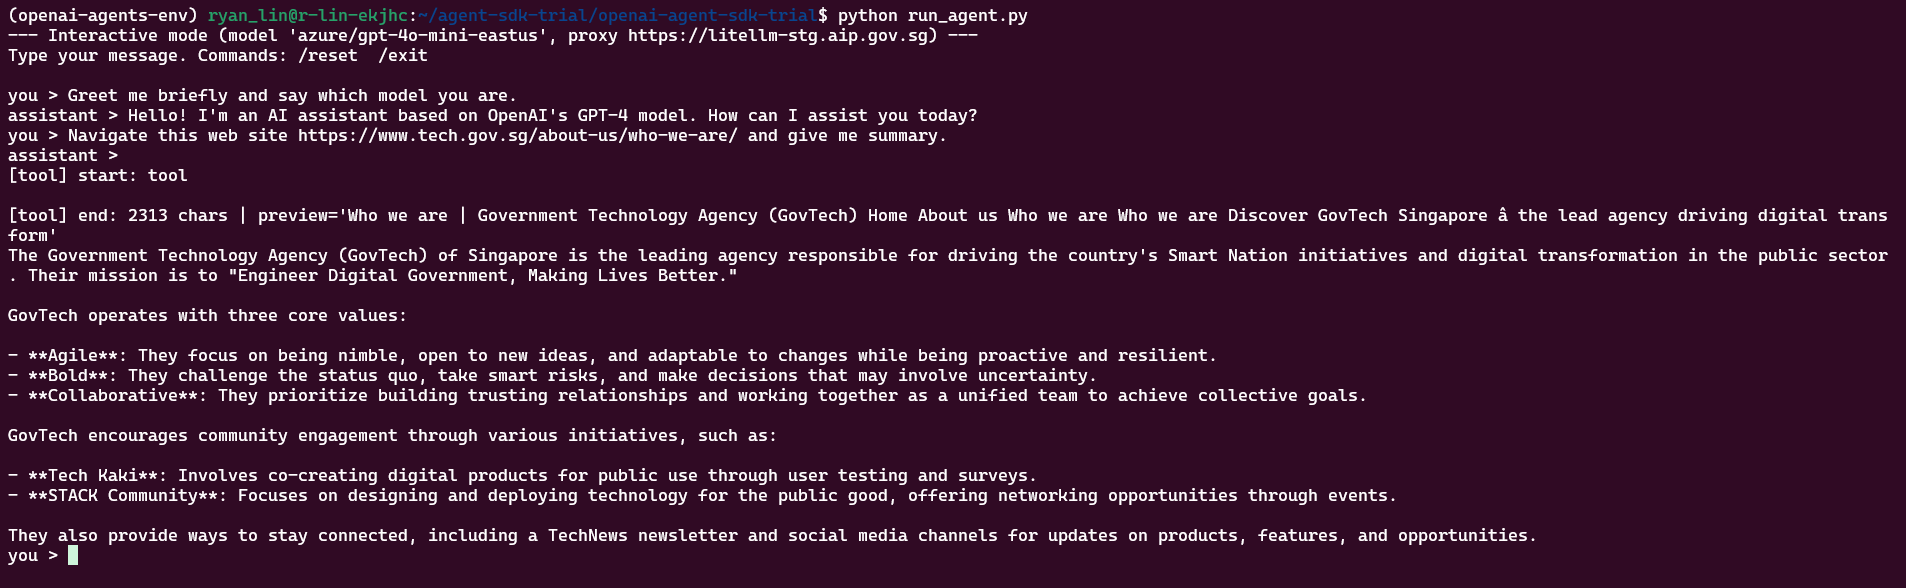 (openai-agents-env) ryan_lin@r-lin-ekjhc:~/agent-sdk-trial/openai-agent-sdk-trial$ python run_agent.py
--- Interactive mode (model 'azure/gpt-4o-mini-eastus', proxy https://litellm-stg.aip.gov.sg) ---
Type your message. Commands: /reset  /exit

you > Greet me briefly and say which model you are.
assistant > Hello! I'm an AI assistant based on OpenAI's GPT-4 model. How can I assist you today?
you > Navigate this web site https://www.tech.gov.sg/about-us/who-we-are/ and give me summary.
assistant >
[tool] start: tool

[tool] end: 2313 chars | preview='Who we are | Government Technology Agency (GovTech) Home About us Who we are Who we are Discover GovTech Singapore â the lead agency driving digital trans
form'
The Government Technology Agency (GovTech) of Singapore is the leading agency responsible for driving the country's Smart Nation initiatives and digital transformation in the public sector
. Their mission is to "Engineer Digital Government, Making Lives Better."

GovTech operates with three core values:

- **Agile**: They focus on being nimble, open to new ideas, and adaptable to changes while being proactive and resilient.
- **Bold**: They challenge the status quo, take smart risks, and make decisions that may involve uncertainty.
- **Collaborative**: They prioritize building trusting relationships and working together as a unified team to achieve collective goals.

GovTech encourages community engagement through various initiatives, such as:

- **Tech Kaki**: Involves co-creating digital products for public use through user testing and surveys.
- **STACK Community**: Focuses on designing and deploying technology for the public good, offering networking opportunities through events.

They also provide ways to stay connected, including a TechNews newsletter and social media channels for updates on products, features, and opportunities.
you >